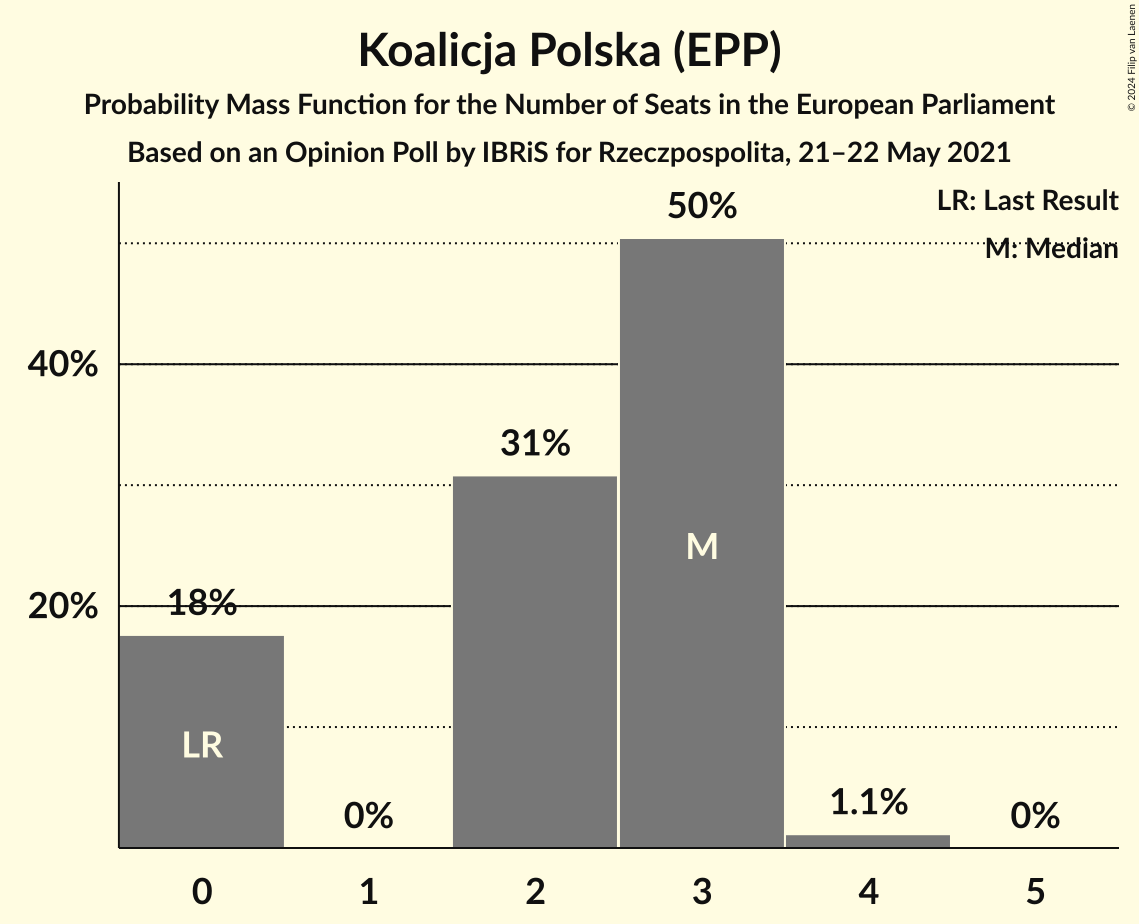 Koalicja Polska (EPP)
Probability Mass Function for the Number of Seats in the European Parliament
Based on an Opinion Poll by IBRiS for Rzeczpospolita, 21–22 May 2021
© 2024 Filip van Laenen
LR: Last Result
M: Median
50%
40%
31%
M
20%
18%
LR
0%
1.1%
0%
0 1 2 3 4 5